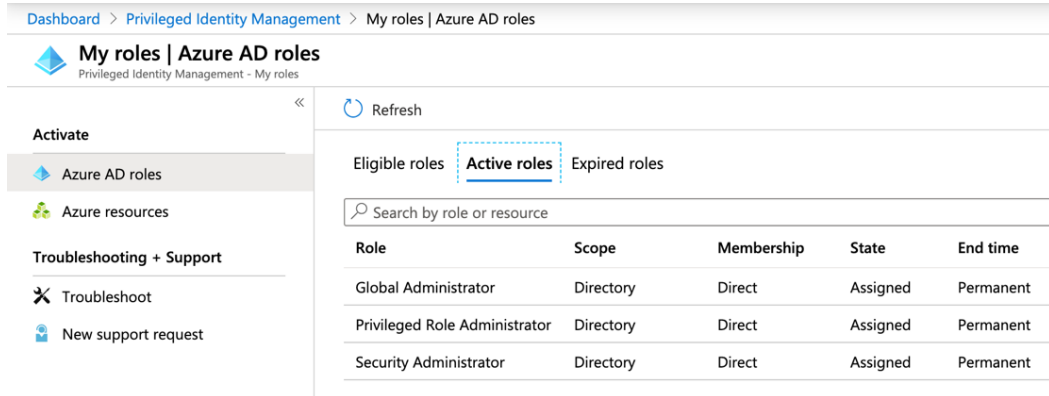 Dashboard > Privileged Identity Management > My roles | Azure AD roles
My roles | Azure AD roles
Privileged Identity Management - My roles
«
Refresh
Activate
Azure AD roles
Azure resources
Troubleshooting + Support
Troubleshoot
New support request
Eligible roles Active roles Expired roles
Search by role or resource
Role Scope Membership State End time
Global Administrator Directory Direct Assigned Permanent
Privileged Role Administrator Directory Direct Assigned Permanent
Security Administrator Directory Direct Assigned Permanent